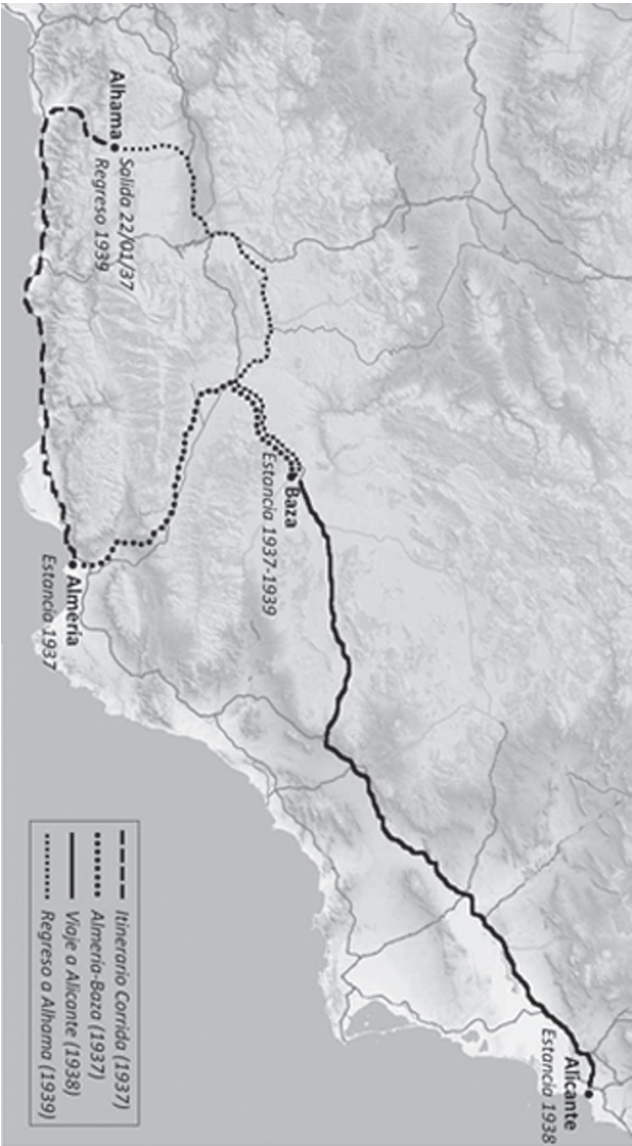 Alhama
Salida 22/01/37
Regreso 1939
Baza
Estancia 1937-1939
Almería
Estancia 1937
Alicante
Estancia 1938
Itinerario Corrida (1937)
Almería-Baza (1937)
Viaje a Alicante (1938)
Regreso a Alhama (1939)